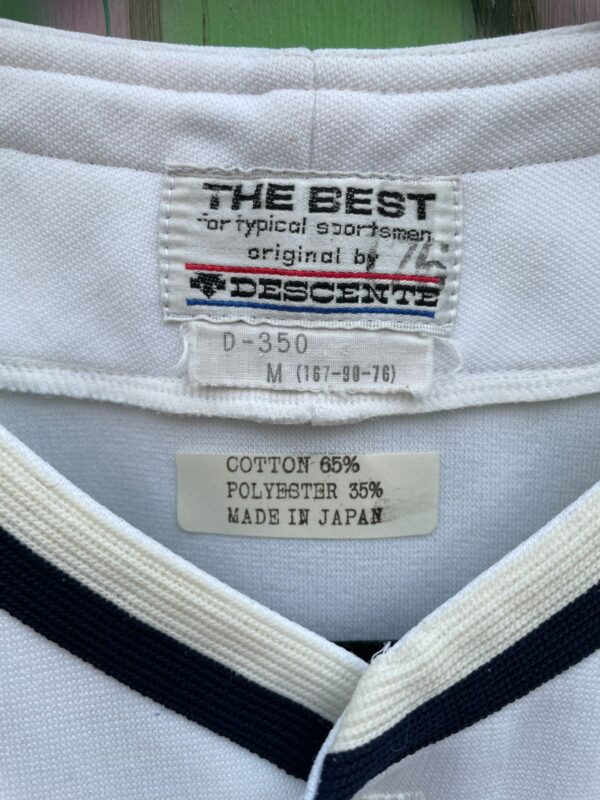 THE BEST
for typical sportsmen
original by
DESCENTE
D-350
M (167-90-76)
COTTON 65%
POLYESTER 35%
MADE IN JAPAN